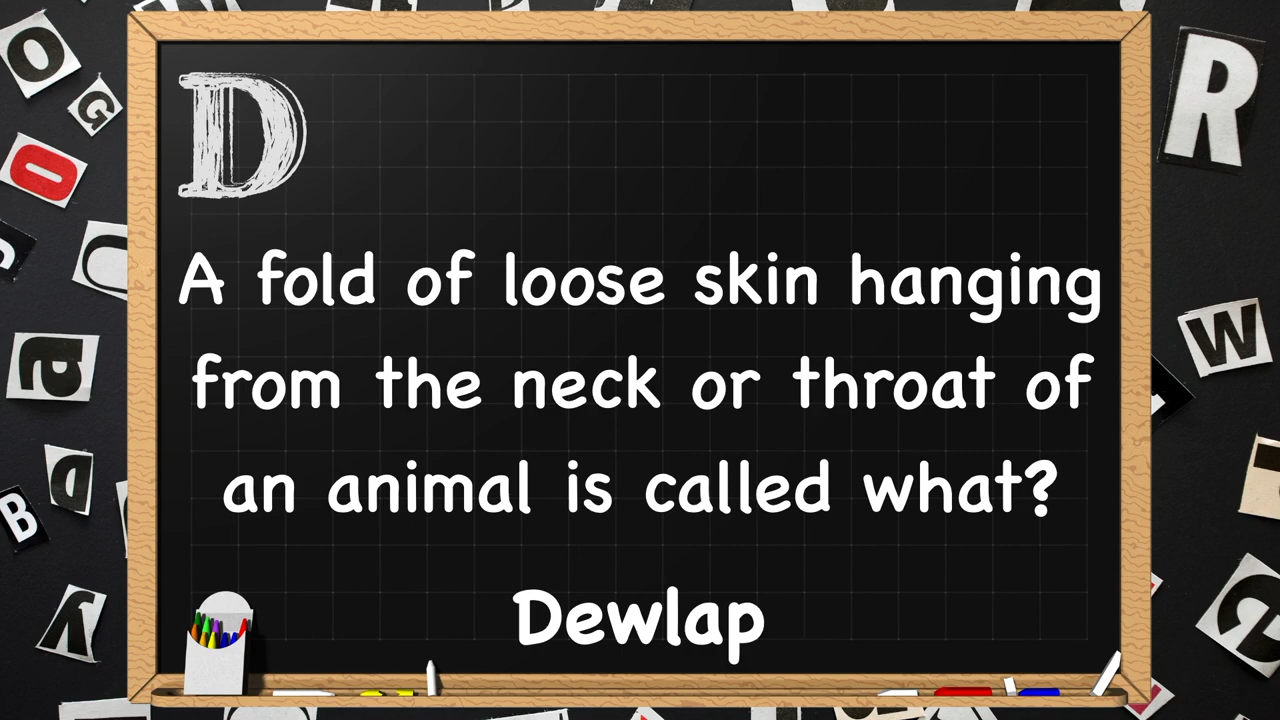 D
A fold of loose skin hanging
from the neck or throat of
an animal is called what?
Dewlap
O
G
O
a
D
B
y
R
W